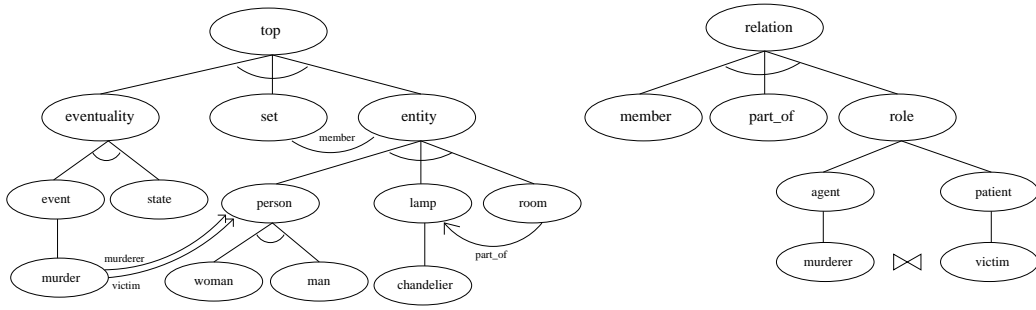 top
relation
eventuality
set
entity
member
member
part_of
role
event
state
person
lamp
room
agent
patient
murderer
part_of
murder
victim
woman
man
chandelier
murderer
victim